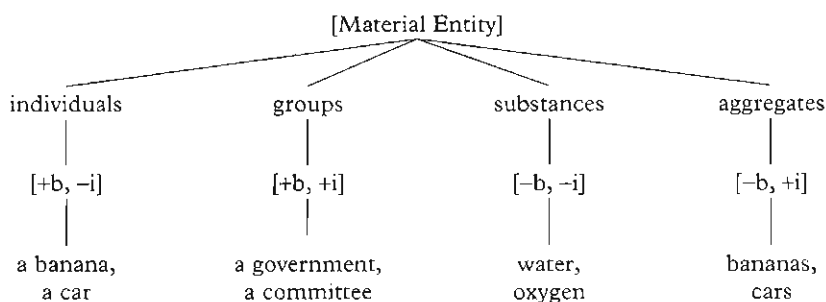 [Material Entity]
individuals groups substances aggregates
[+b, –i] [+b, +i] [–b, –i] [–b, +i]
a banana, a government, water, bananas,
a car a committee oxygen cars